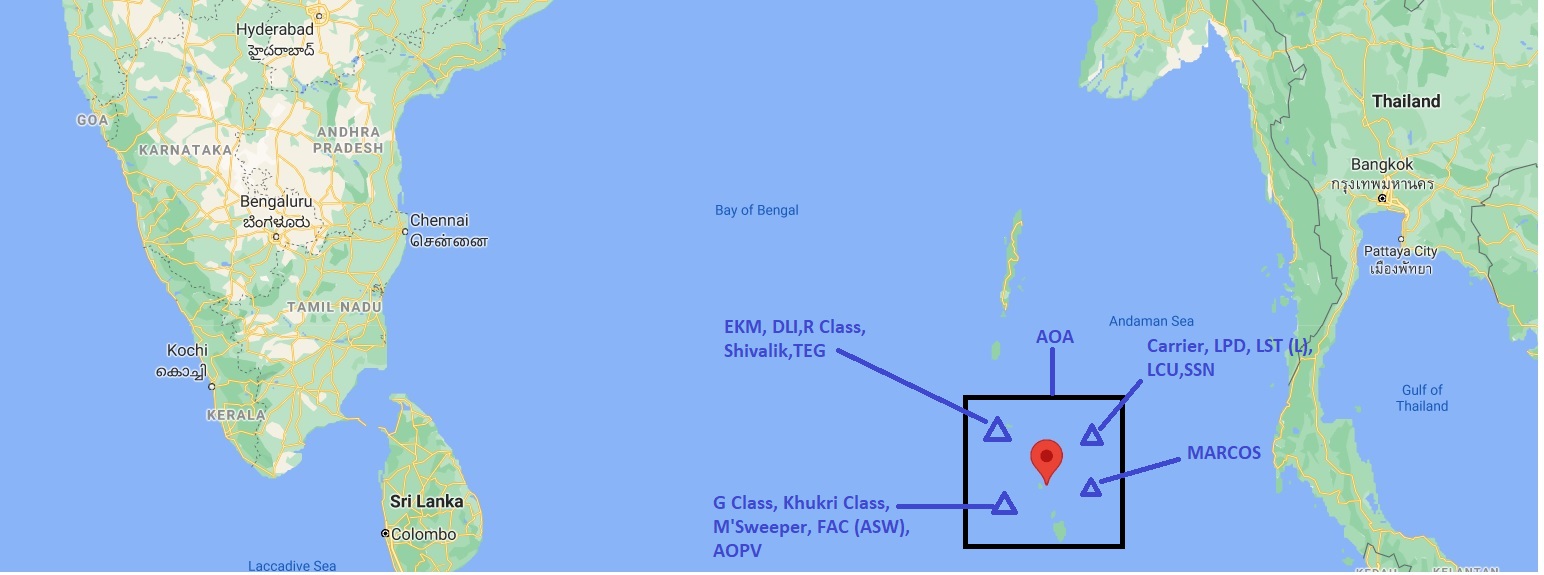 Hyderabad
హైదరాబాద్
GOA
KARNATAKA
ANDHRA
PRADESH
Bengaluru
ಬೆಂಗಳೂರು
Chennai
சென்னை
TAMIL NADU
Kochi
കൊച്ചി
KERALA
Sri Lanka
Colombo
Laccadive Sea
Bay of Bengal
Thailand
Bangkok
กรุงเทพมหานคร
Pattaya City
เมืองพัทยา
Andaman Sea
Gulf of
Thailand
EKM, DLI,R Class,
Shivalik,TEG
AOA
Carrier, LPD, LST (L),
LCU,SSN
MARCOS
G Class, Khukri Class,
M'Sweeper, FAC (ASW),
AOPV
KEDAH
KELANTAN